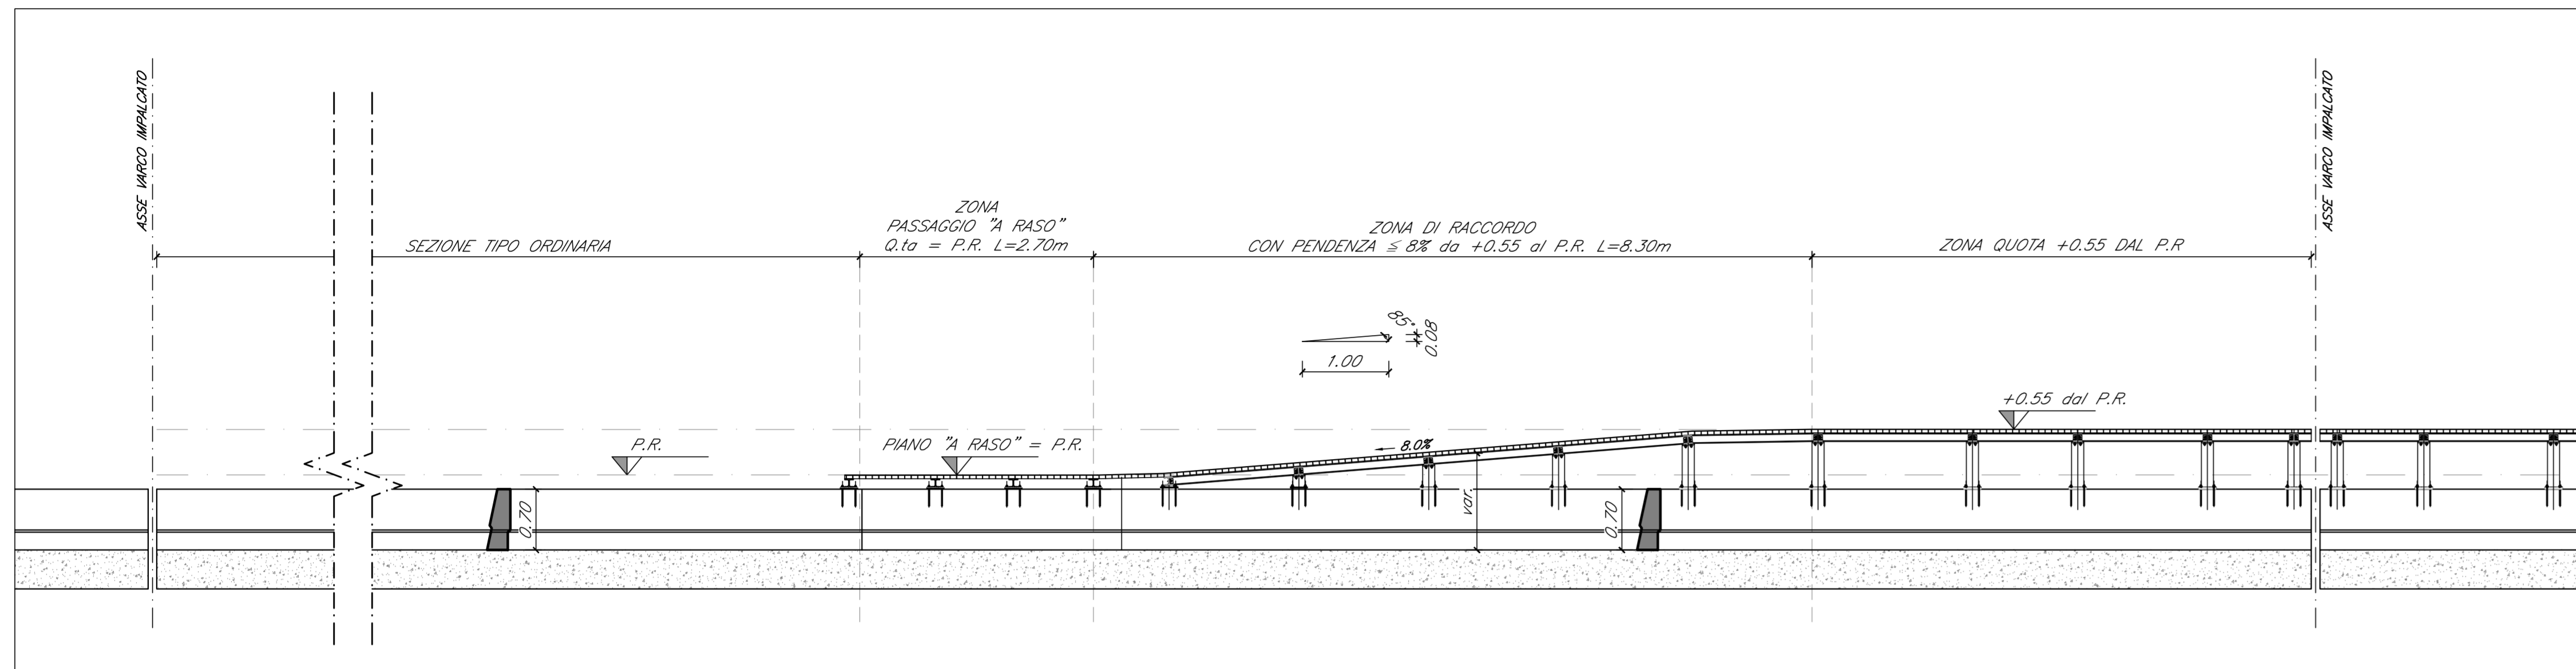 ASSE VARCO IMPALCATO
SEZIONE TIPO ORDINARIA
ZONA
PASSAGGIO "A RASO"
Q.ta = P.R. L=2.70m
ZONA DI RACCORDO
CON PENDENZA ≤ 8% da +0.55 al P.R. L=8.30m
ZONA QUOTA +0.55 DAL P.R
ASSE VARCO IMPALCATO
85°
0.08
1.00
+0.55 dal P.R.
P.R.
PIANO "A RASO" = P.R.
8.0%
0.70
var.
0.70